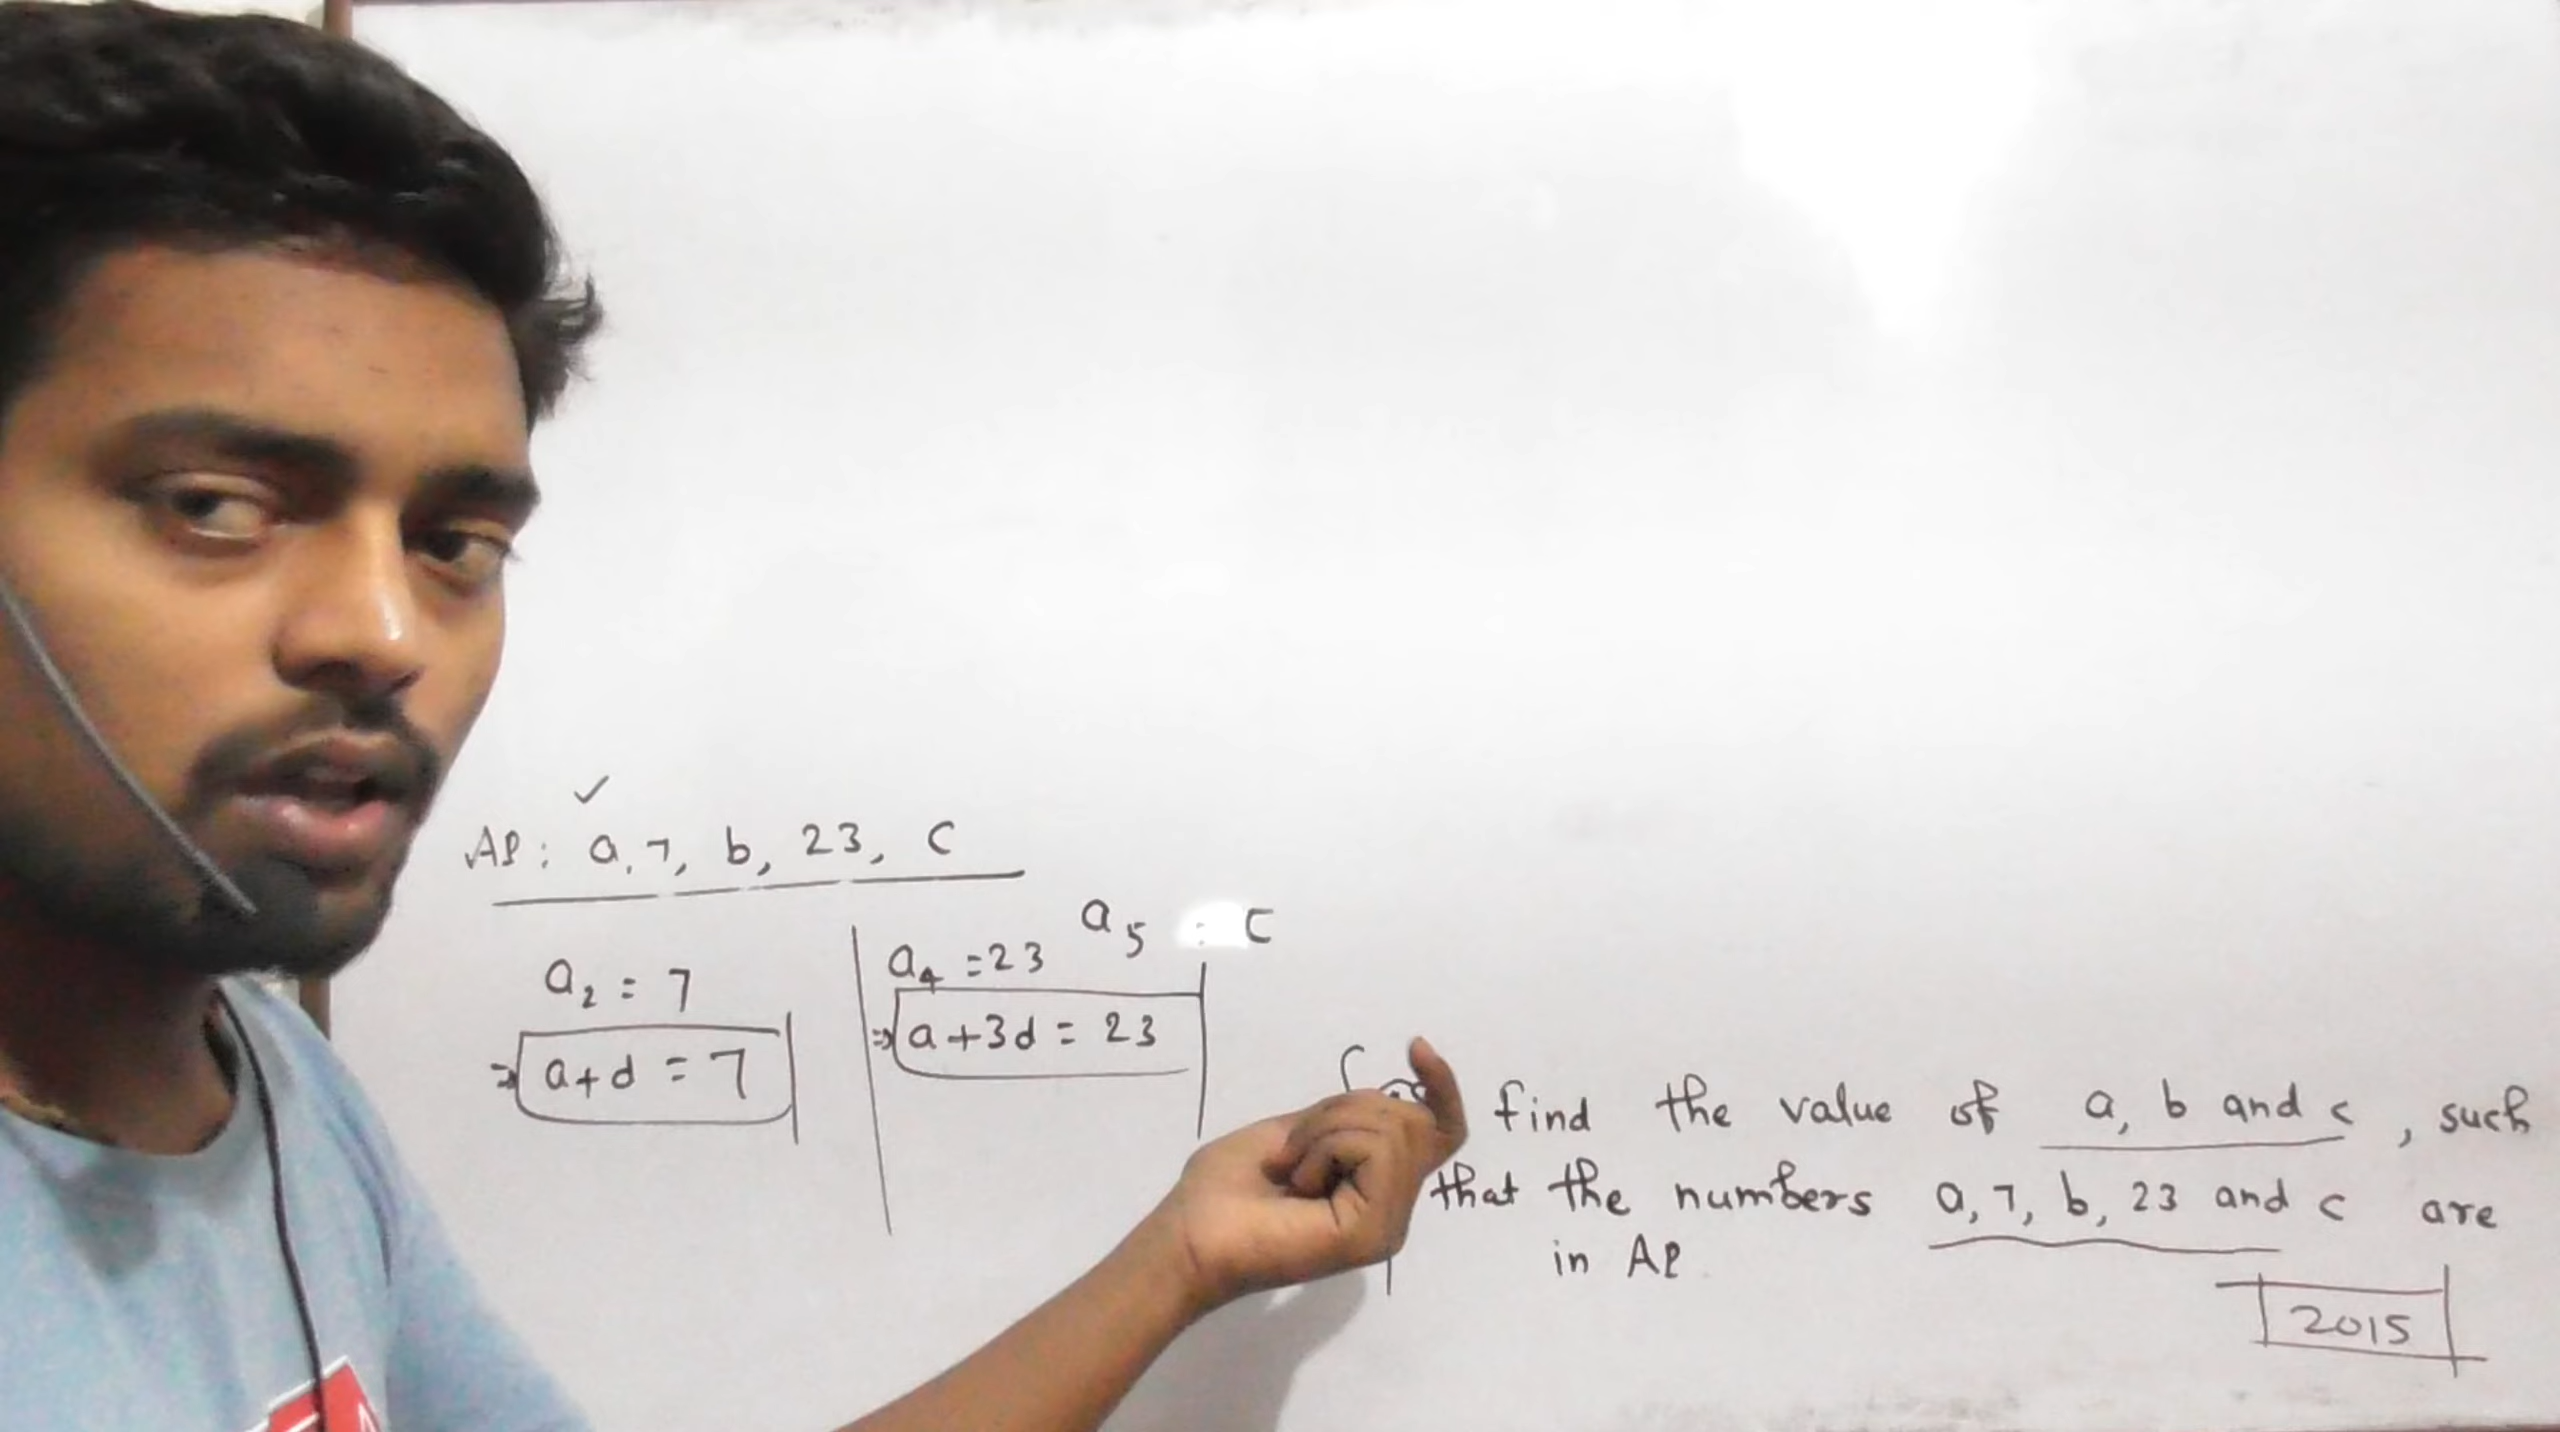 AP: a, 7, b, 23, c
a₂ = 7
⇒ a+d = 7
a₄ = 23
⇒ a+3d = 23
a₅ = c
find the value of a, b and c, such
that the numbers a, 7, b, 23 and c are
in AP
2015